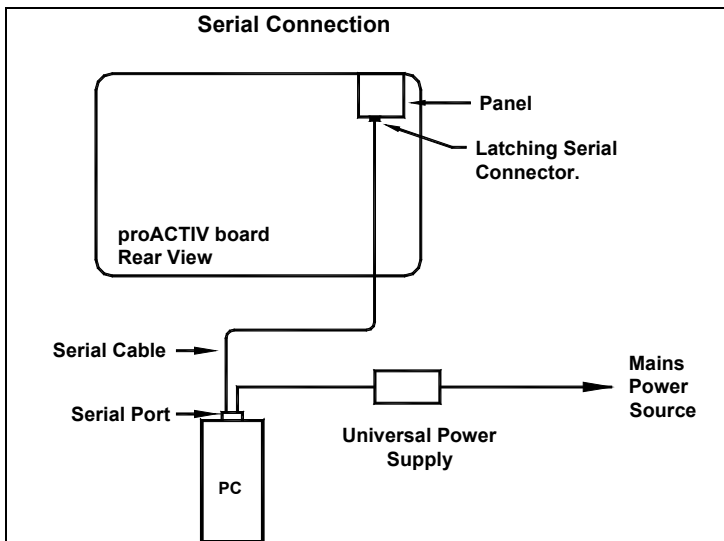 Serial Connection
Panel
Latching Serial
Connector.
proACTIV board
Rear View
Serial Cable
Mains
Power
Source
Serial Port
Universal Power
Supply
PC